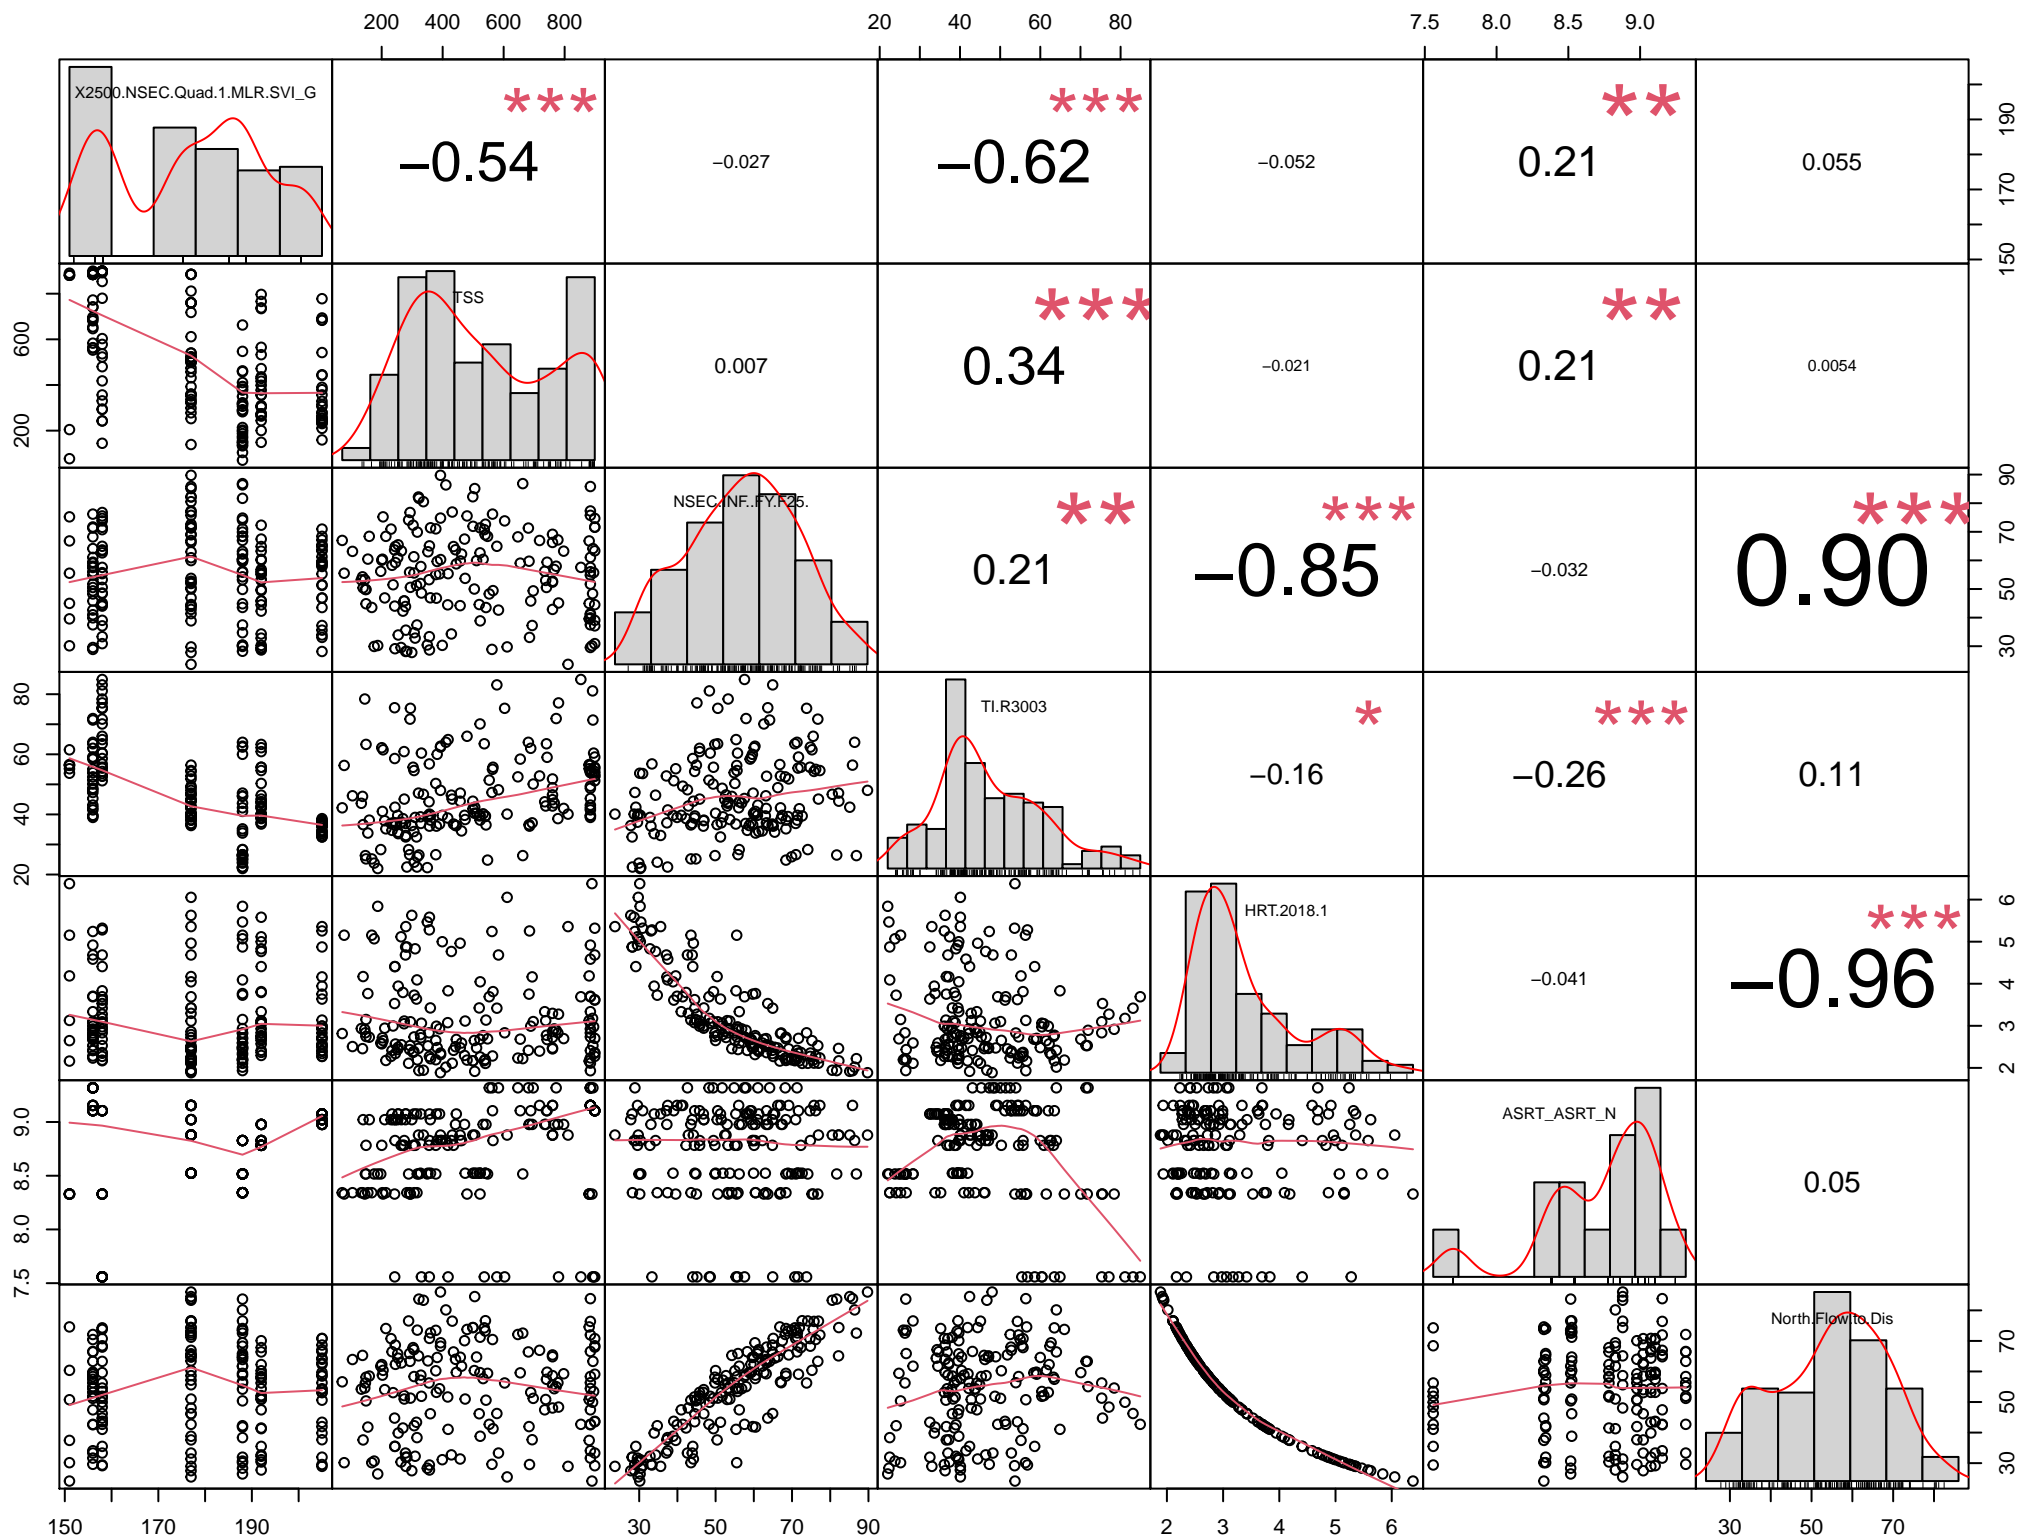 200 400 600 800 20 40 60 80 7.5 8.0 8.5 9.0
X2500.NSEC.Quad.1.MLR.SVI_G
*** *** **
−0.54 −0.027 −0.62 −0.052 0.21 0.055
150 170 190
TSS
*** **
0.007 0.34 −0.021 0.21 0.0054
200 600
NSEC.INF..FY.F25.
** *** ***
0.21 −0.85 −0.032 0.90
30 50 70 90
TI.R3003
* ***
−0.16 −0.26 0.11
20 40 60 80
HRT.2018.1
***
−0.041 −0.96
2 3 4 5 6
ASRT_ASRT_N
0.05
7.5 8.0 8.5 9.0
North.Flow.to.Dis
30 50 70
150 170 190 30 50 70 90 2 3 4 5 6 30 50 70